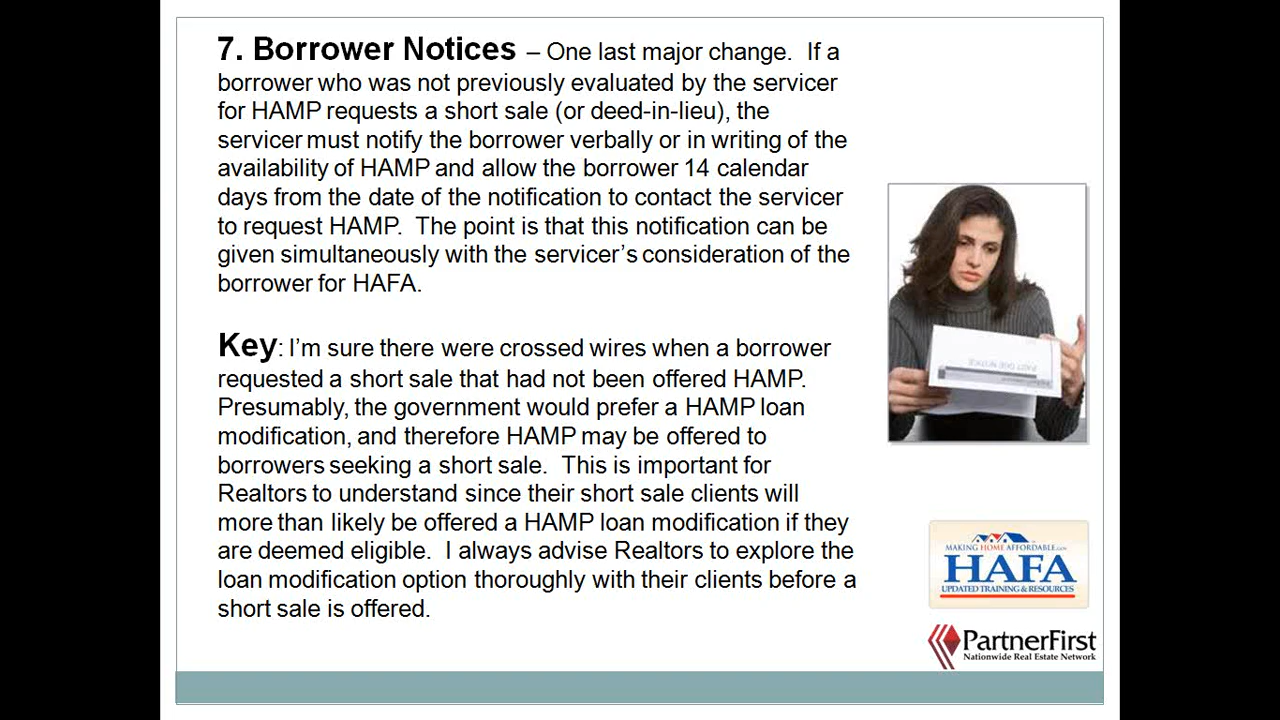 7. Borrower Notices – One last major change.  If a
borrower who was not previously evaluated by the servicer
for HAMP requests a short sale (or deed-in-lieu), the
servicer must notify the borrower verbally or in writing of the
availability of HAMP and allow the borrower 14 calendar
days from the date of the notification to contact the servicer
to request HAMP.  The point is that this notification can be
given simultaneously with the servicer’s consideration of the
borrower for HAFA.
Key: I’m sure there were crossed wires when a borrower
requested a short sale that had not been offered HAMP.
Presumably, the government would prefer a HAMP loan
modification, and therefore HAMP may be offered to
borrowers seeking a short sale.  This is important for
Realtors to understand since their short sale clients will
more than likely be offered a HAMP loan modification if they
are deemed eligible.  I always advise Realtors to explore the
loan modification option thoroughly with their clients before a
short sale is offered.
PAST DUE NOTICE
MAKING HOME AFFORDABLE.GOV
HAFA
UPDATED TRAINING & RESOURCES
PartnerFirst
Nationwide Real Estate Network